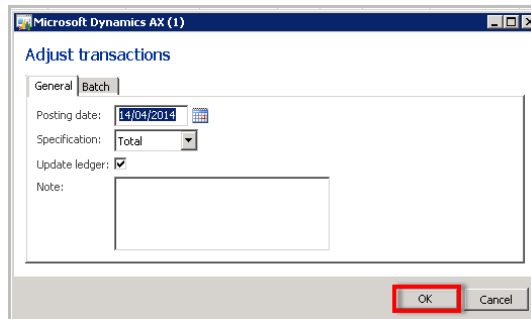 Microsoft Dynamics AX (1)
Adjust transactions
General Batch
Posting date: 14/04/2014
Specification: Total
Update ledger:
Note:
OK Cancel